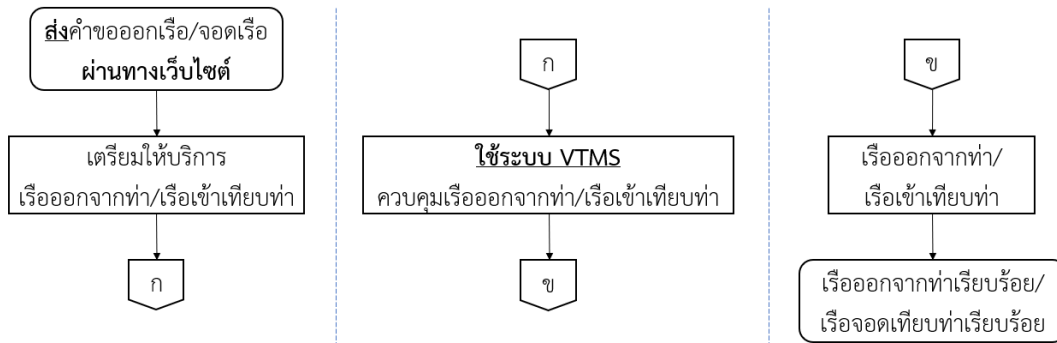 ส่งคำขอออกเรือ/จอดเรือ
ผ่านทางเว็บไซต์
เตรียมให้บริการ
เรือออกจากท่า/เรือเข้าเทียบท่า
ก
ก
ใช้ระบบ VTMS
ควบคุมเรือออกจากท่า/เรือเข้าเทียบท่า
ข
ข
เรือออกจากท่า/
เรือเข้าเทียบท่า
เรือออกจากท่าเรียบร้อย/
เรือจอดเทียบท่าเรียบร้อย